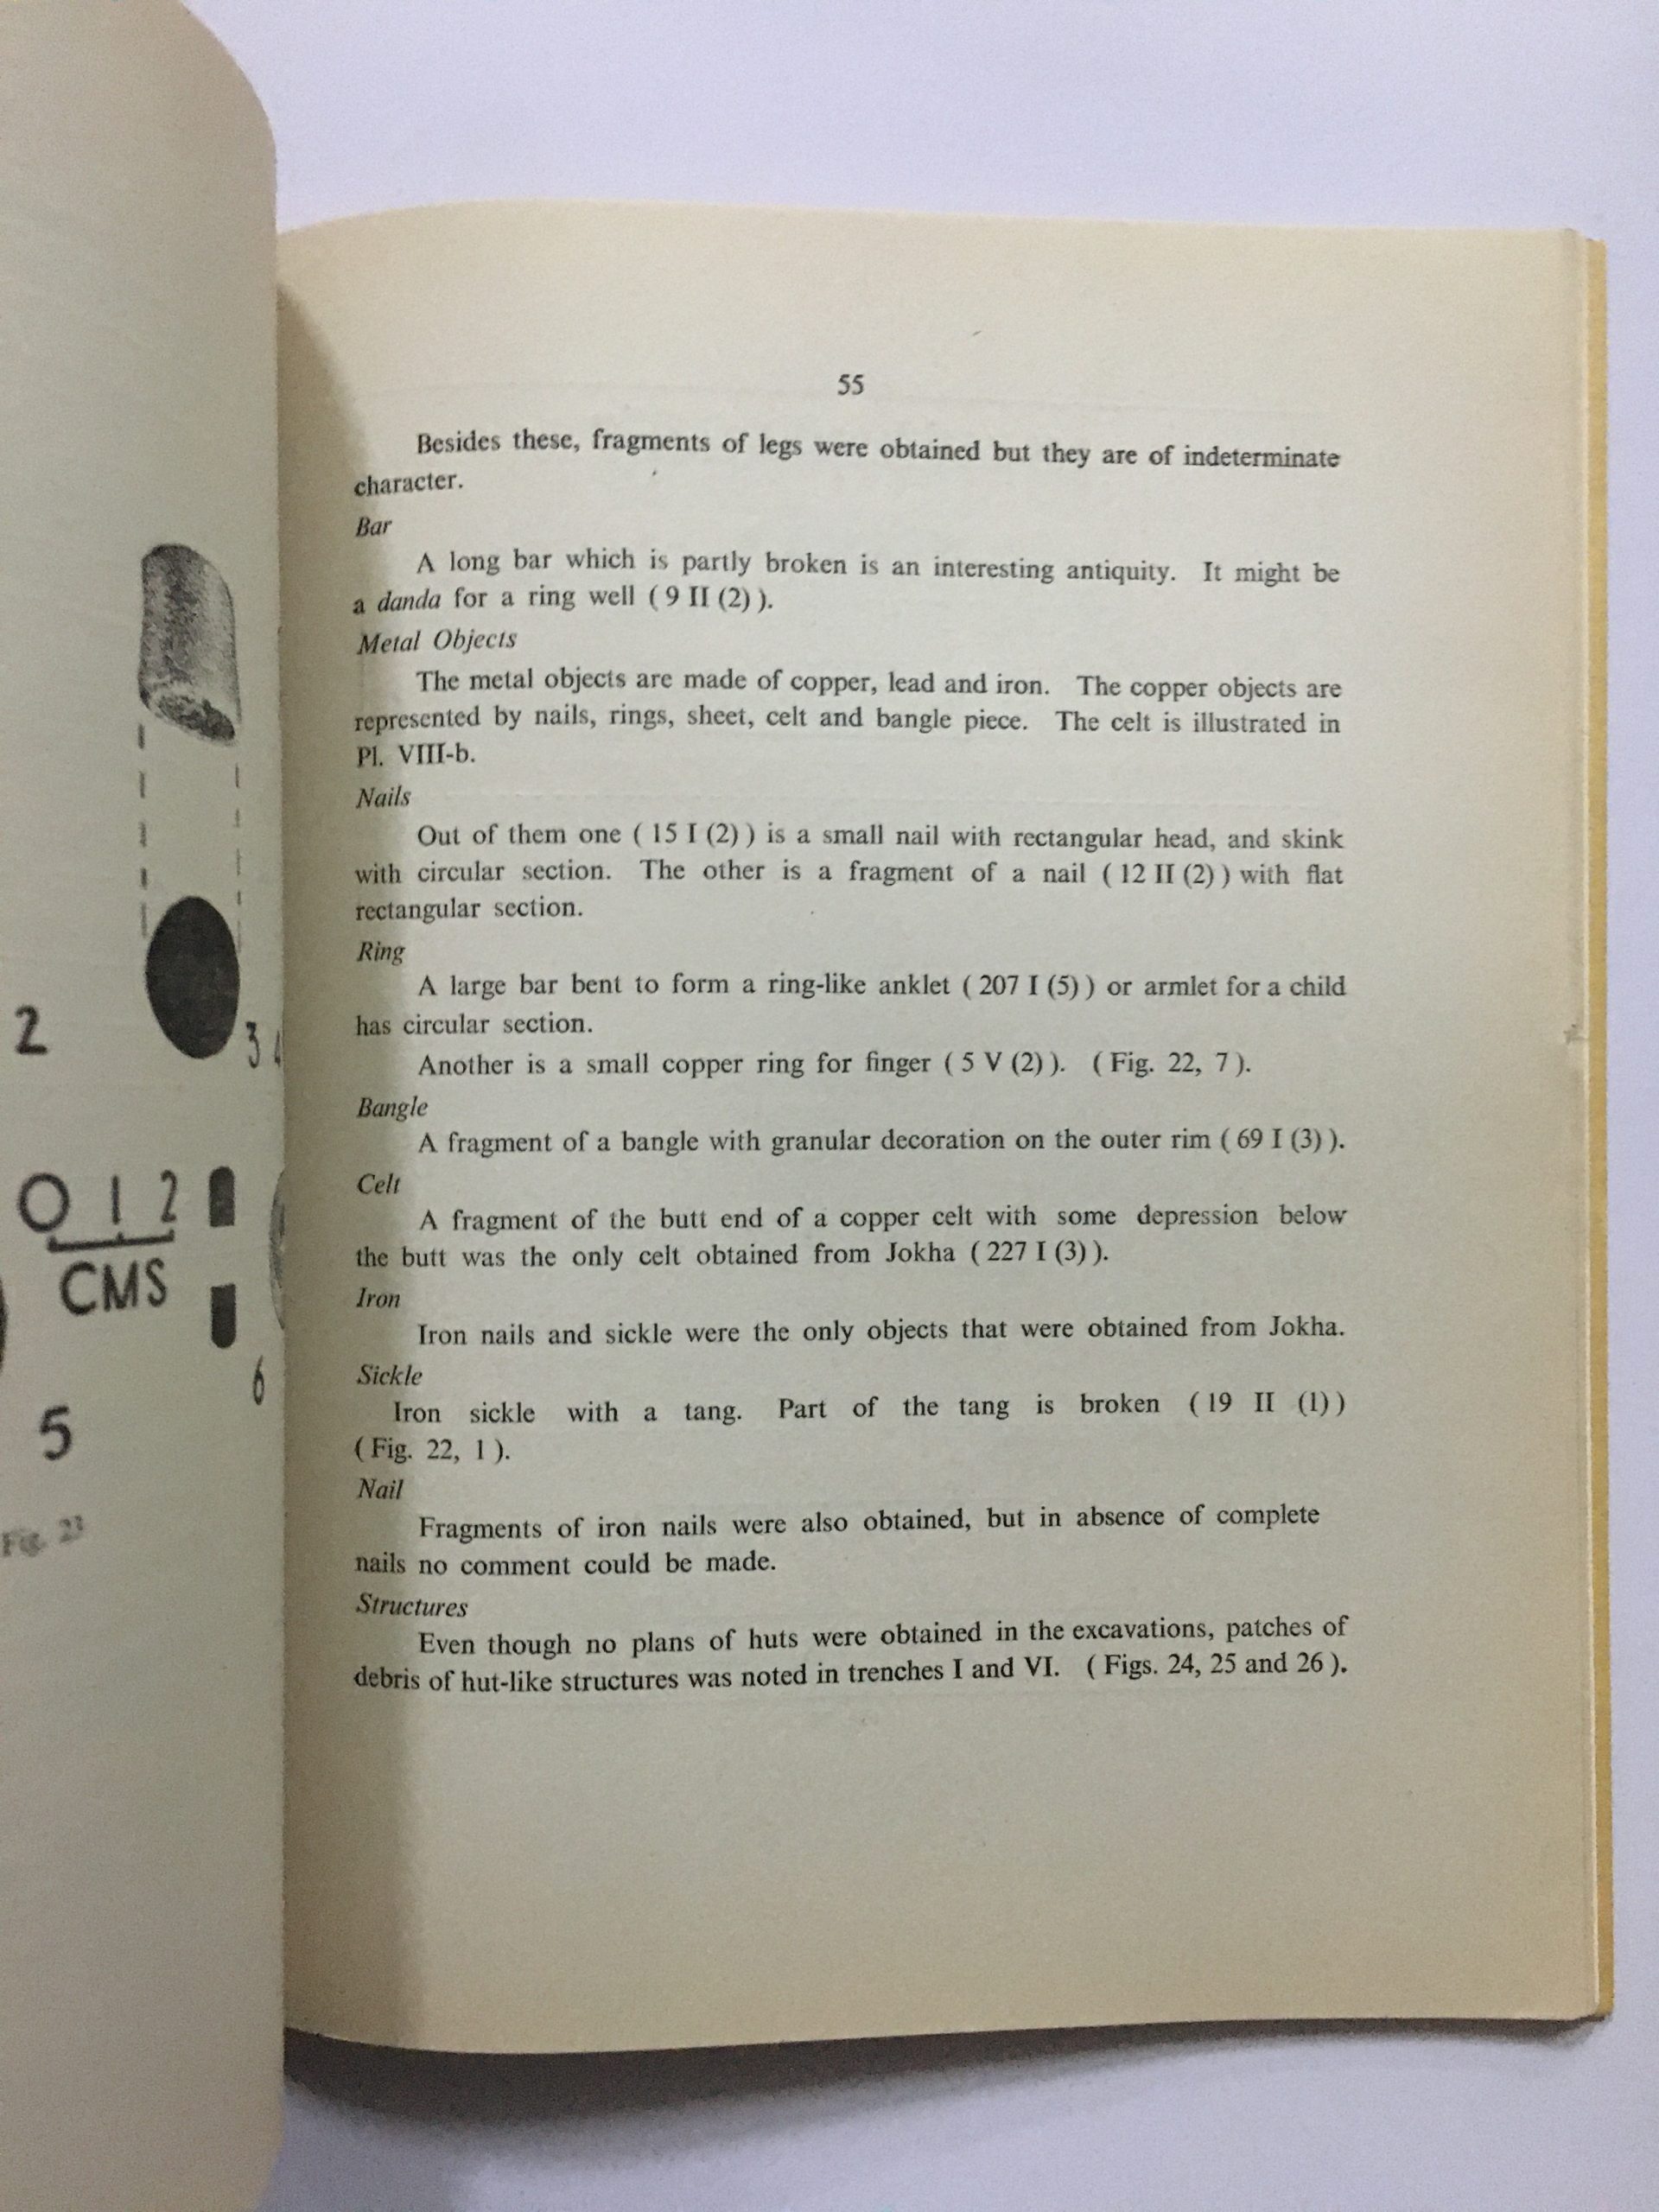 2
3
0 1 2
CMS
6
5
Fig. 23
55
Besides these, fragments of legs were obtained but they are of indeterminate
character.
Bar
A long bar which is partly broken is an interesting antiquity. It might be
a danda for a ring well ( 9 II (2) ).
Metal Objects
The metal objects are made of copper, lead and iron. The copper objects are
represented by nails, rings, sheet, celt and bangle piece. The celt is illustrated in
Pl. VIII-b.
Nails
Out of them one ( 15 I (2) ) is a small nail with rectangular head, and skink
with circular section. The other is a fragment of a nail ( 12 II (2) ) with flat
rectangular section.
Ring
A large bar bent to form a ring-like anklet ( 207 I (5) ) or armlet for a child
has circular section.
Another is a small copper ring for finger ( 5 V (2) ). ( Fig. 22, 7 ).
Bangle
A fragment of a bangle with granular decoration on the outer rim ( 69 I (3) ).
Celt
A fragment of the butt end of a copper celt with some depression below
the butt was the only celt obtained from Jokha ( 227 I (3) ).
Iron
Iron nails and sickle were the only objects that were obtained from Jokha.
Sickle
Iron sickle with a tang. Part of the tang is broken ( 19 II (1) )
( Fig. 22, 1 ).
Nail
Fragments of iron nails were also obtained, but in absence of complete
nails no comment could be made.
Structures
Even though no plans of huts were obtained in the excavations, patches of
debris of hut-like structures was noted in trenches I and VI. ( Figs. 24, 25 and 26 ).